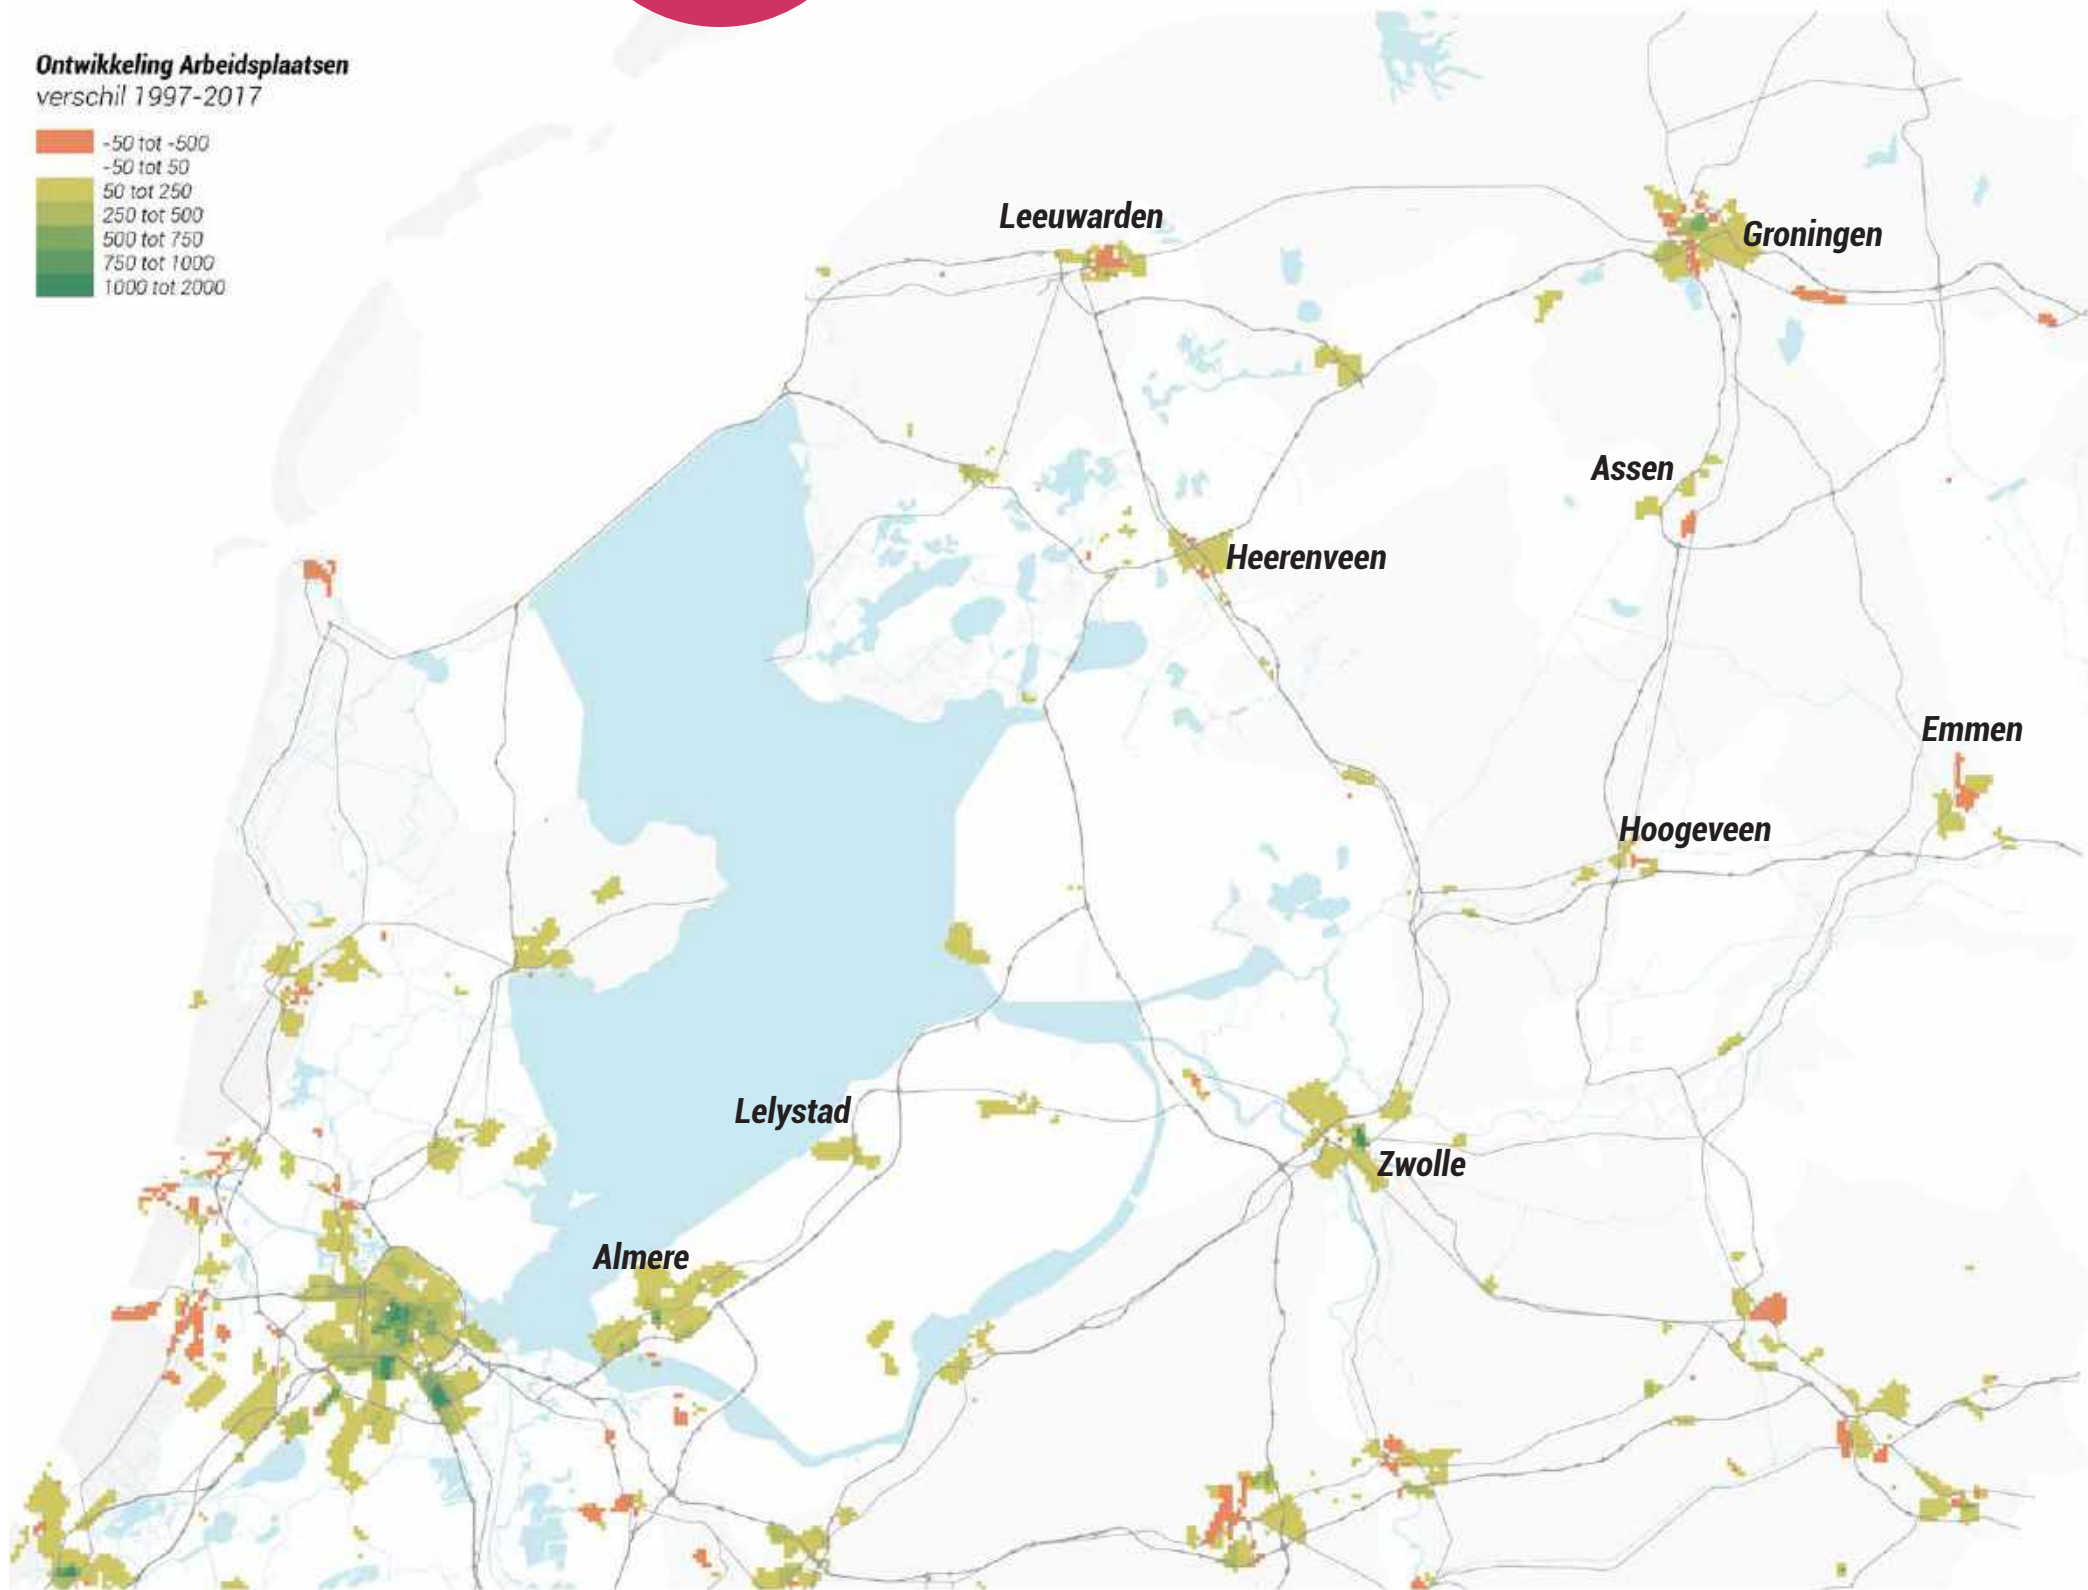 Ontwikkeling Arbeidsplaatsen
verschil 1997-2017
-50 tot -500
-50 tot 50
50 tot 250
250 tot 500
500 tot 750
750 tot 1000
1000 tot 2000
Leeuwarden
Groningen
Assen
Heerenveen
Emmen
Hoogeveen
Lelystad
Zwolle
Almere